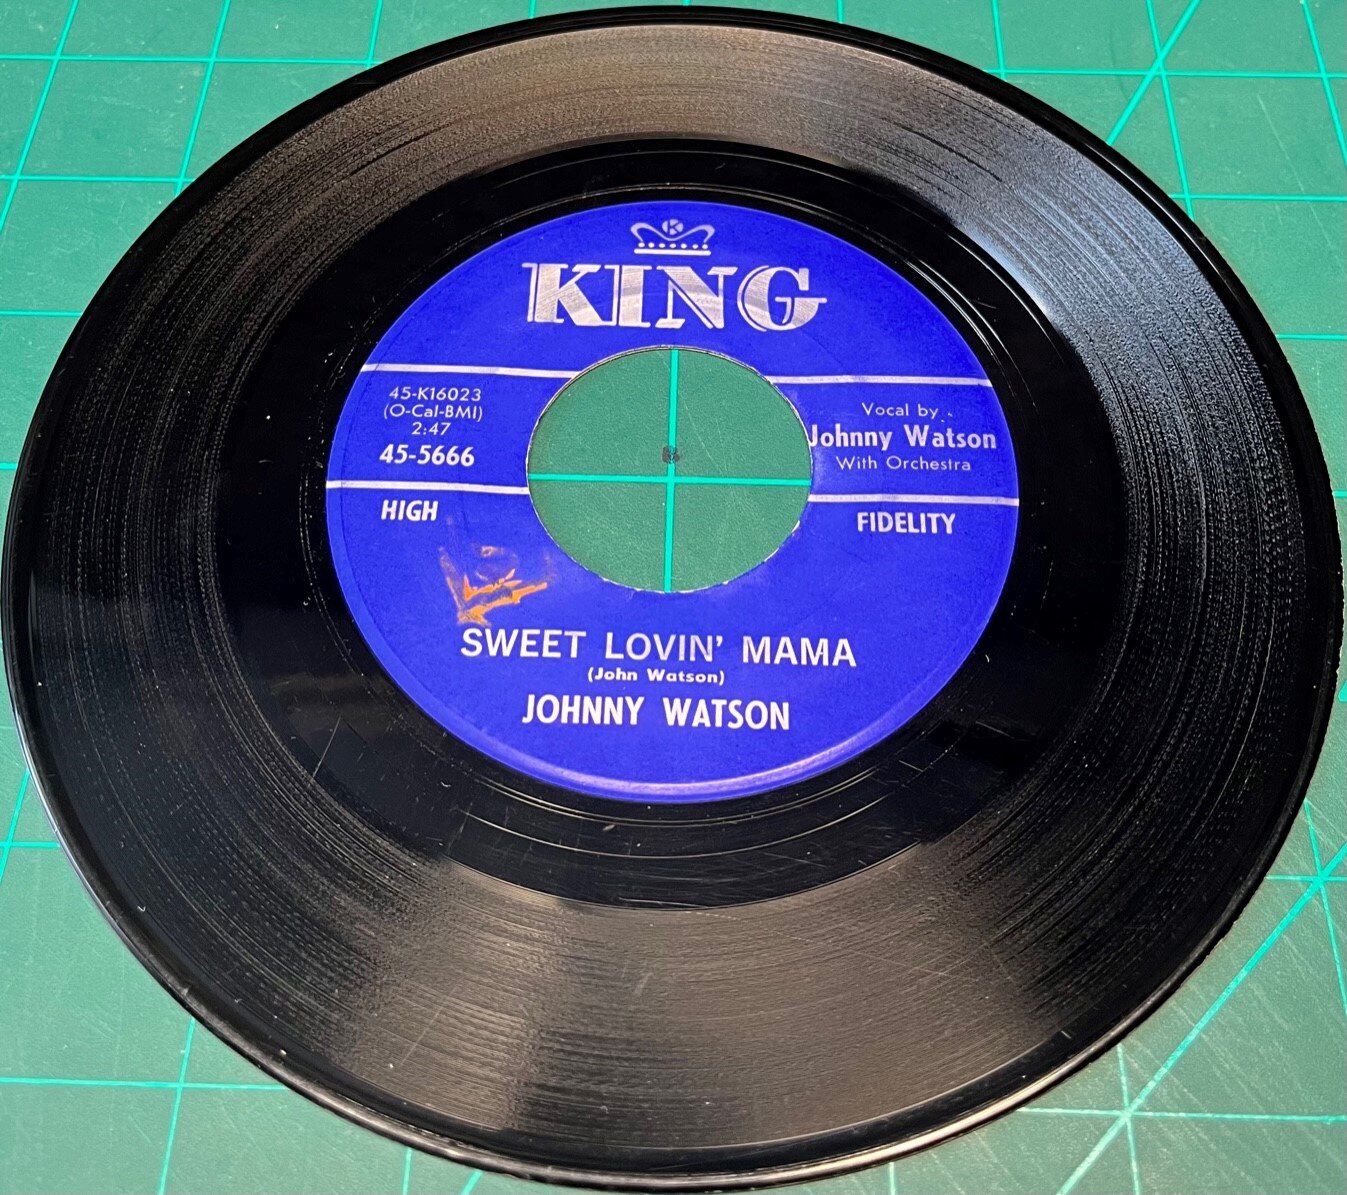 K
KING
45-K16023
(O-Cal-BMI)
2:47
45-5666
Vocal by
Johnny Watson
With Orchestra
HIGH
FIDELITY
SWEET LOVIN' MAMA
(John Watson)
JOHNNY WATSON